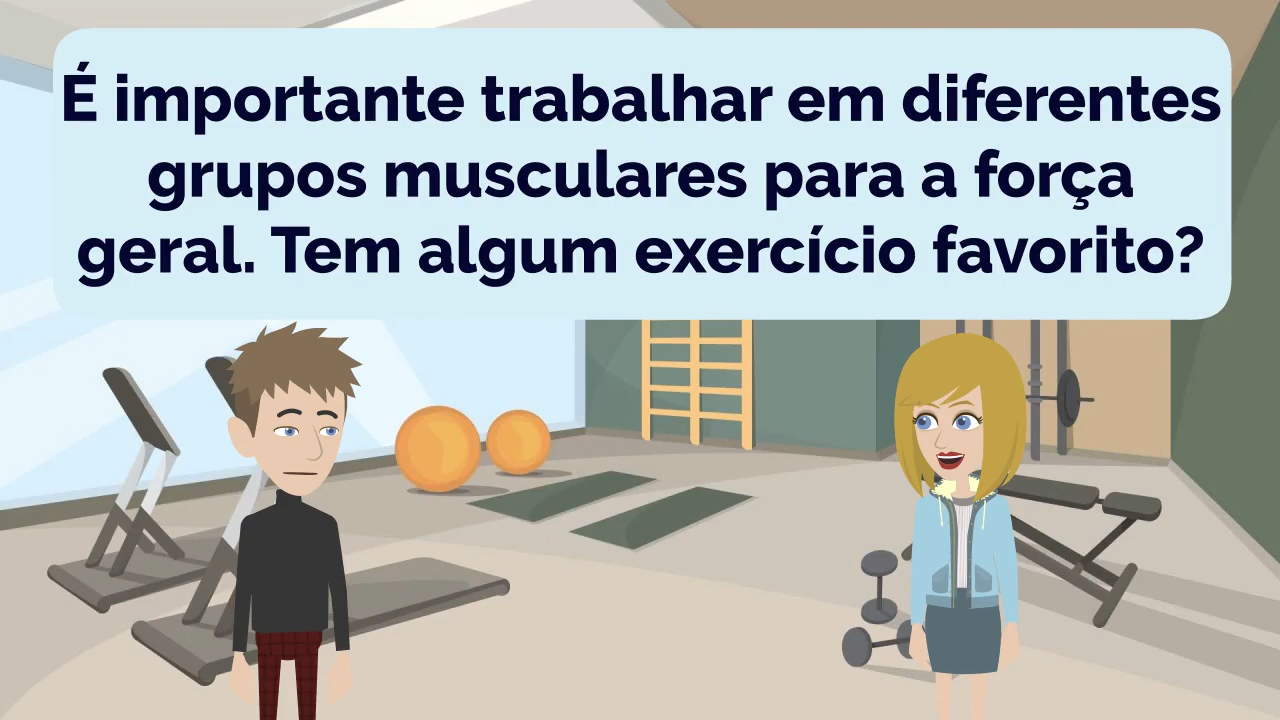 É importante trabalhar em diferentes
grupos musculares para a força
geral. Tem algum exercício favorito?